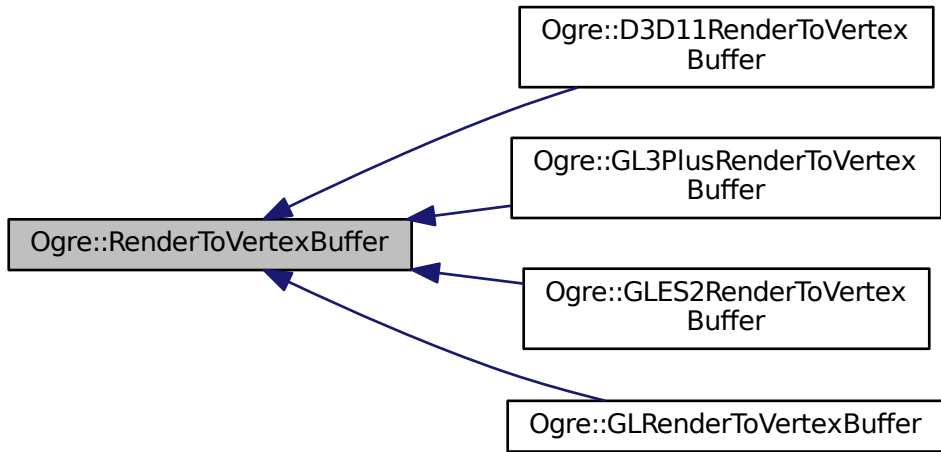 Ogre::D3D11RenderToVertex
Buffer
Ogre::GL3PlusRenderToVertex
Buffer
Ogre::RenderToVertexBuffer
Ogre::GLES2RenderToVertex
Buffer
Ogre::GLRenderToVertexBuffer